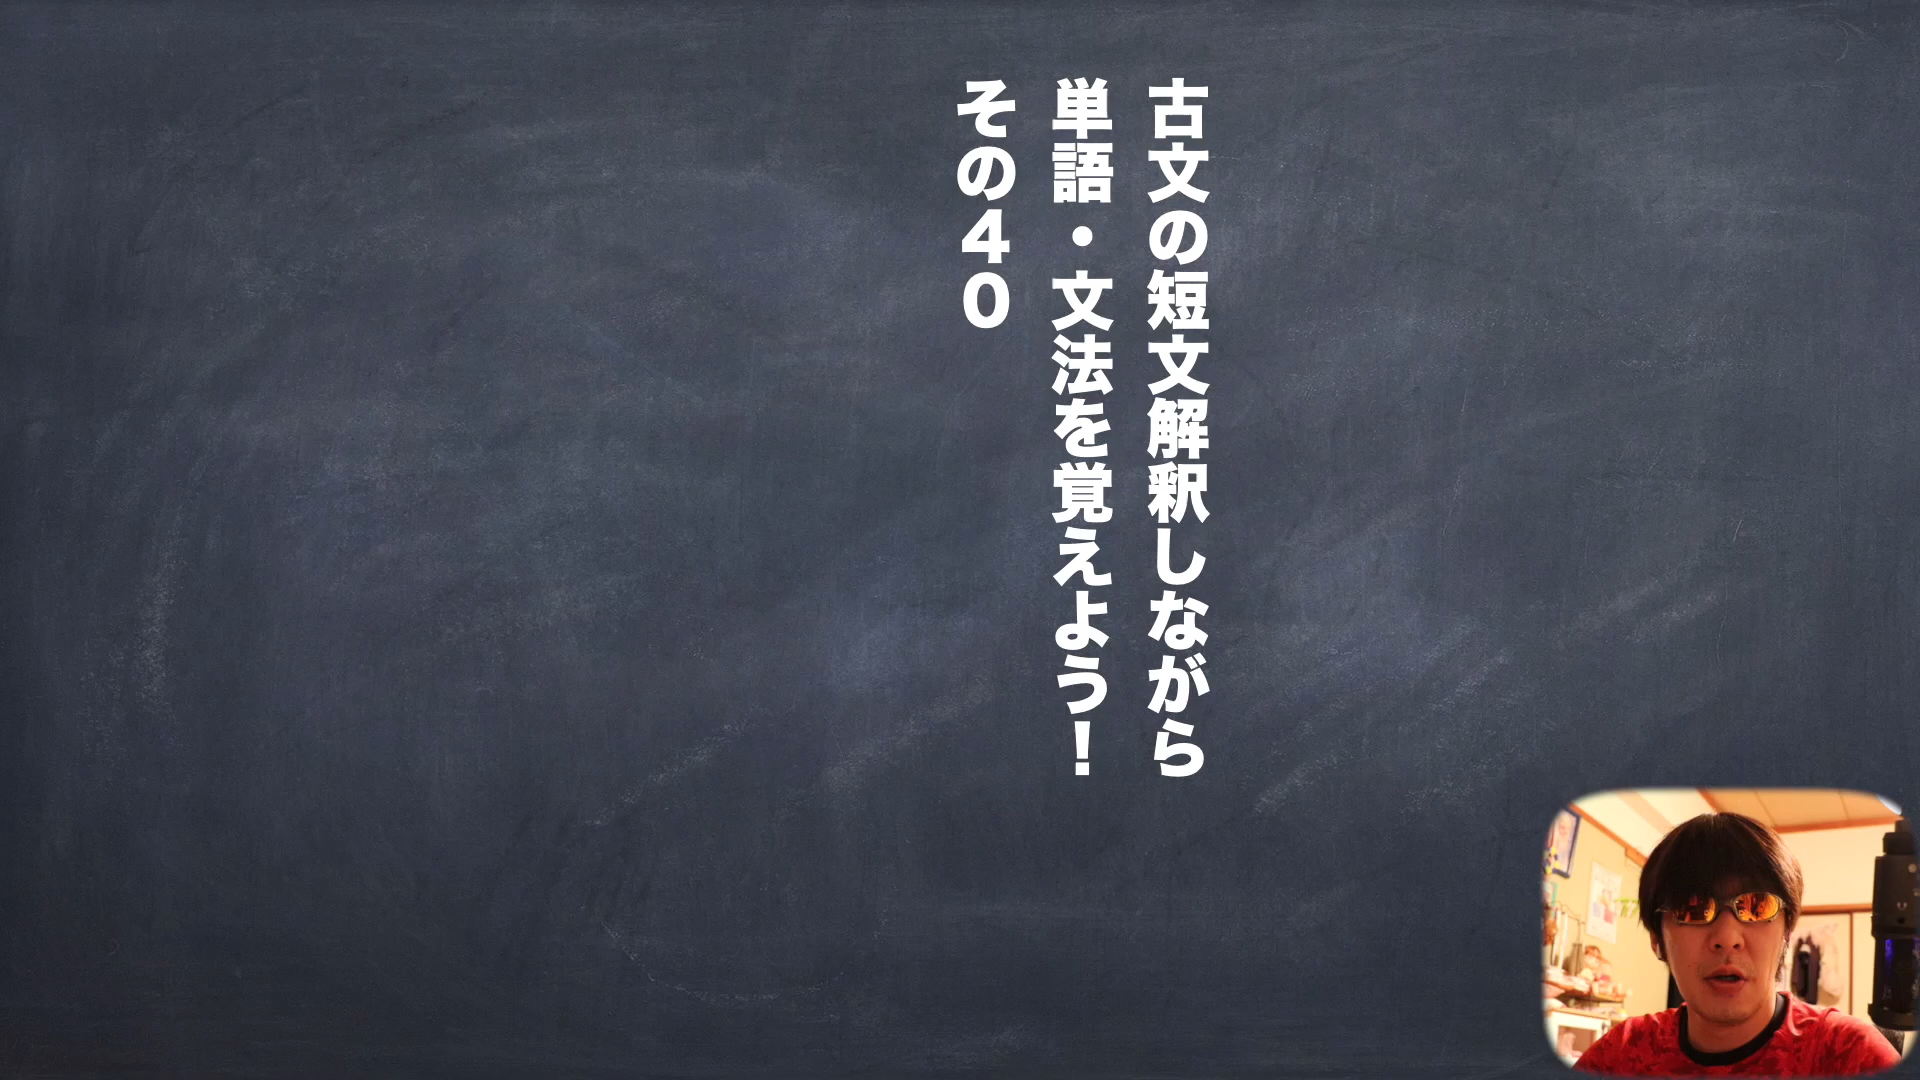 古文の短文解釈しながら
単語・文法を覚えよう！
その４０